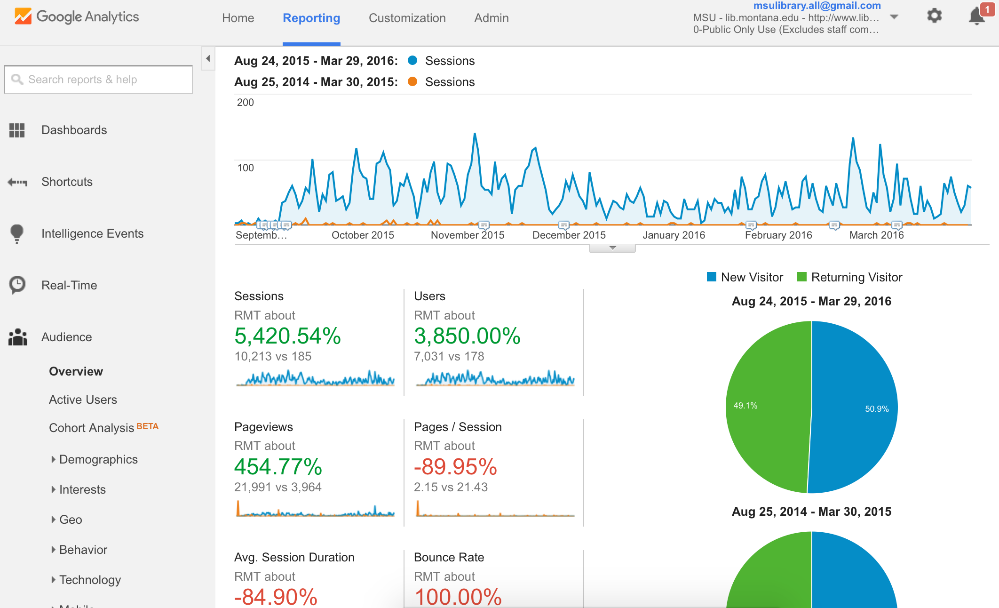 Google Analytics
Home
Reporting
Customization
Admin
msulibrary.all@gmail.com
MSU - lib.montana.edu - http://www.lib…
0-Public Only Use (Excludes staff com…
1
Search reports & help
Dashboards
Shortcuts
Intelligence Events
Real-Time
Audience
Overview
Active Users
Cohort Analysis BETA
Demographics
Interests
Geo
Behavior
Technology
Mobile
Aug 24, 2015 - Mar 29, 2016: Sessions
Aug 25, 2014 - Mar 30, 2015: Sessions
200
100
Septemb… October 2015 November 2015 December 2015 January 2016 February 2016 March 2016
Sessions
RMT about
5,420.54%
10,213 vs 185
Users
RMT about
3,850.00%
7,031 vs 178
Pageviews
RMT about
454.77%
21,991 vs 3,964
Pages / Session
RMT about
-89.95%
2.15 vs 21.43
Avg. Session Duration
RMT about
-84.90%
Bounce Rate
RMT about
100.00%
New Visitor Returning Visitor
Aug 24, 2015 - Mar 29, 2016
49.1%
50.9%
Aug 25, 2014 - Mar 30, 2015